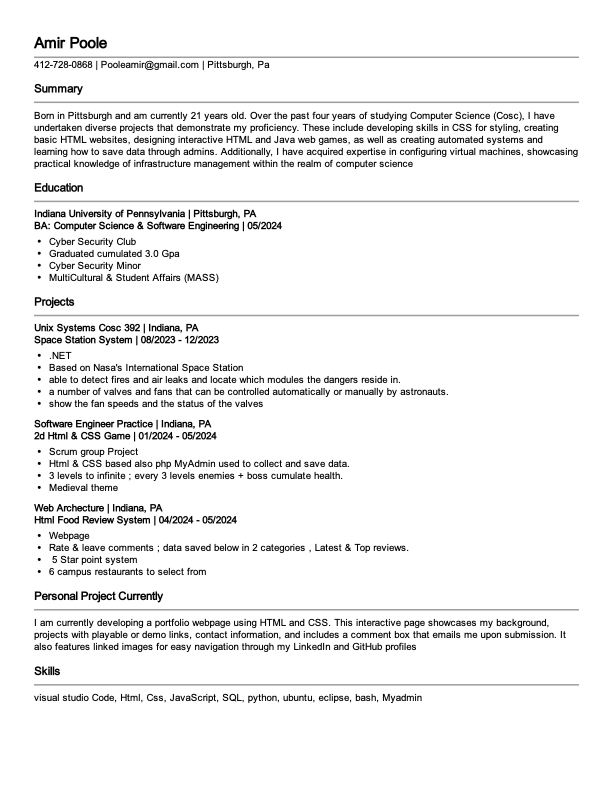 Amir Poole
412-728-0868 | Pooleamir@gmail.com | Pittsburgh, Pa
Summary
Born in Pittsburgh and am currently 21 years old. Over the past four years of studying Computer Science (Cosc), I have
undertaken diverse projects that demonstrate my proficiency. These include developing skills in CSS for styling, creating
basic HTML websites, designing interactive HTML and Java web games, as well as creating automated systems and
learning how to save data through admins. Additionally, I have acquired expertise in configuring virtual machines, showcasing
practical knowledge of infrastructure management within the realm of computer science
Education
Indiana University of Pennsylvania | Pittsburgh, PA
BA: Computer Science & Software Engineering | 05/2024
• Cyber Security Club
• Graduated cumulated 3.0 Gpa
• Cyber Security Minor
• MultiCultural & Student Affairs (MASS)
Projects
Unix Systems Cosc 392 | Indiana, PA
Space Station System | 08/2023 - 12/2023
• .NET
• Based on Nasa's International Space Station
• able to detect fires and air leaks and locate which modules the dangers reside in.
• a number of valves and fans that can be controlled automatically or manually by astronauts.
• show the fan speeds and the status of the valves
Software Engineer Practice | Indiana, PA
2d Html & CSS Game | 01/2024 - 05/2024
• Scrum group Project
• Html & CSS based also php MyAdmin used to collect and save data.
• 3 levels to infinite ; every 3 levels enemies + boss cumulate health.
• Medieval theme
Web Archecture | Indiana, PA
Html Food Review System | 04/2024 - 05/2024
• Webpage
• Rate & leave comments ; data saved below in 2 categories , Latest & Top reviews.
• 5 Star point system
• 6 campus restaurants to select from
Personal Project Currently
I am currently developing a portfolio webpage using HTML and CSS. This interactive page showcases my background,
projects with playable or demo links, contact information, and includes a comment box that emails me upon submission. It
also features linked images for easy navigation through my LinkedIn and GitHub profiles
Skills
visual studio Code, Html, Css, JavaScript, SQL, python, ubuntu, eclipse, bash, Myadmin